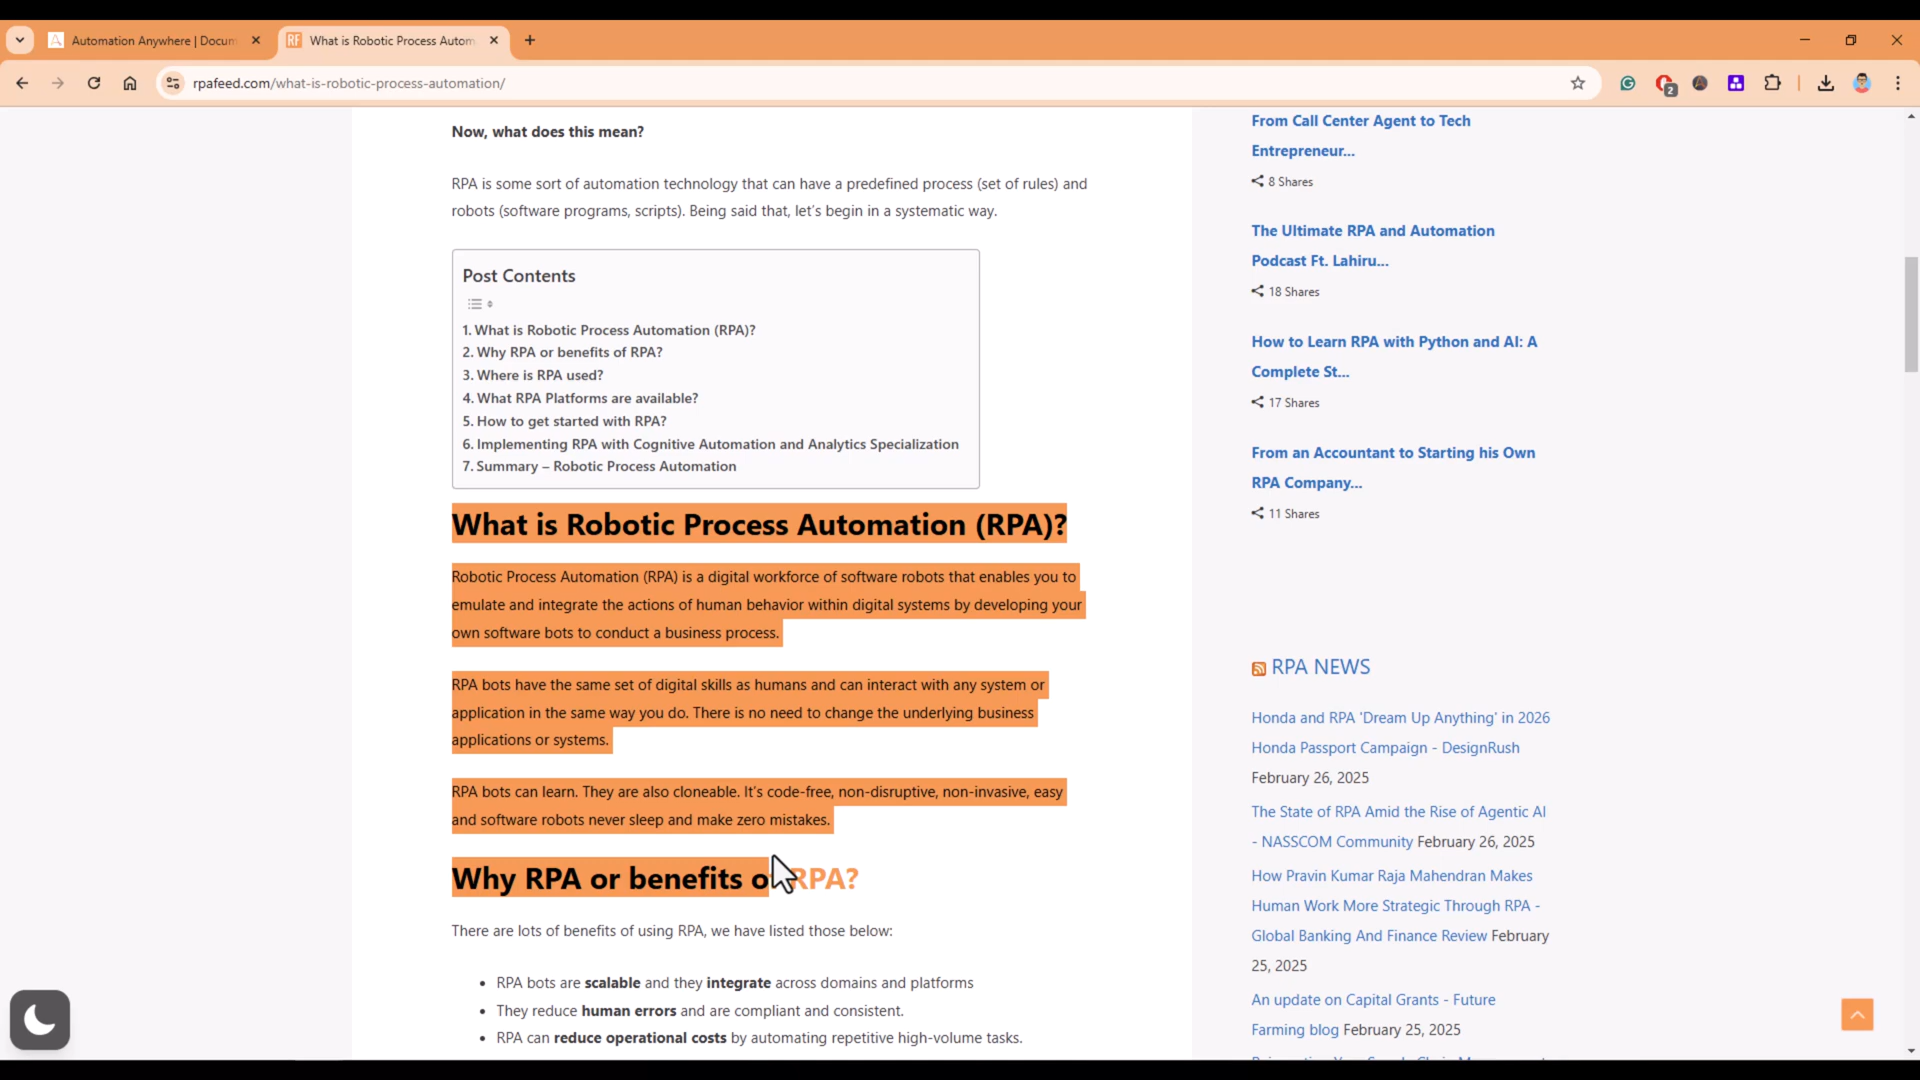 Automation Anywhere | Docum
What is Robotic Process Autom
rpafeed.com/what-is-robotic-process-automation/
2
Now, what does this mean?
RPA is some sort of automation technology that can have a predefined process (set of rules) and
robots (software programs, scripts). Being said that, let's begin in a systematic way.
Post Contents
1. What is Robotic Process Automation (RPA)?
2. Why RPA or benefits of RPA?
3. Where is RPA used?
4. What RPA Platforms are available?
5. How to get started with RPA?
6. Implementing RPA with Cognitive Automation and Analytics Specialization
7. Summary – Robotic Process Automation
What is Robotic Process Automation (RPA)?
Robotic Process Automation (RPA) is a digital workforce of software robots that enables you to
emulate and integrate the actions of human behavior within digital systems by developing your
own software bots to conduct a business process.
RPA bots have the same set of digital skills as humans and can interact with any system or
application in the same way you do. There is no need to change the underlying business
applications or systems.
RPA bots can learn. They are also cloneable. It's code-free, non-disruptive, non-invasive, easy
and software robots never sleep and make zero mistakes.
Why RPA or benefits of RPA?
There are lots of benefits of using RPA, we have listed those below:
• RPA bots are scalable and they integrate across domains and platforms
• They reduce human errors and are compliant and consistent.
• RPA can reduce operational costs by automating repetitive high-volume tasks.
From Call Center Agent to Tech
Entrepreneur...
8 Shares
The Ultimate RPA and Automation
Podcast Ft. Lahiru...
18 Shares
How to Learn RPA with Python and AI: A
Complete St...
17 Shares
From an Accountant to Starting his Own
RPA Company...
11 Shares
RPA NEWS
Honda and RPA 'Dream Up Anything' in 2026
Honda Passport Campaign - DesignRush
February 26, 2025
The State of RPA Amid the Rise of Agentic AI
- NASSCOM Community February 26, 2025
How Pravin Kumar Raja Mahendran Makes
Human Work More Strategic Through RPA -
Global Banking And Finance Review February
25, 2025
An update on Capital Grants - Future
Farming blog February 25, 2025